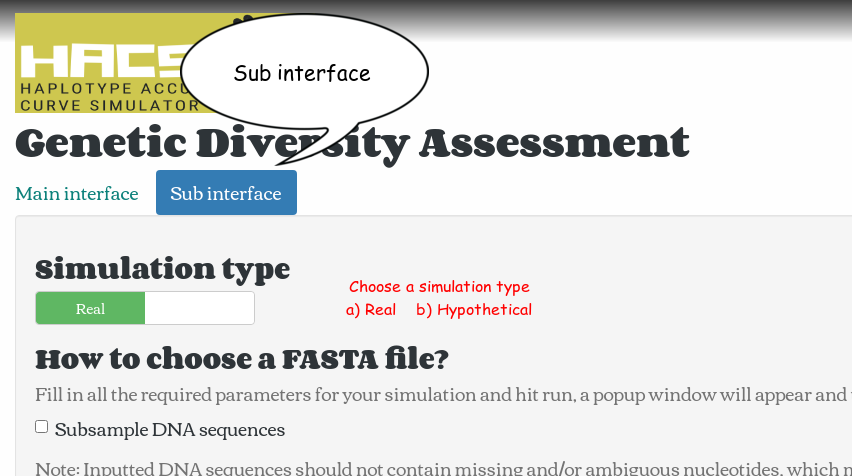 HACS
Sub interface
HAPLOTYPE ACCU
CURVE SIMULATOR
Genetic Diversity Assessment
Main interface
Sub interface
Simulation type
Real
Choose a simulation type
a) Real b) Hypothetical
How to choose a FASTA file?
Fill in all the required parameters for your simulation and hit run, a popup window will appear and
Subsample DNA sequences
Note: Inputted DNA sequences should not contain missing and/or ambiguous nucleotides, which